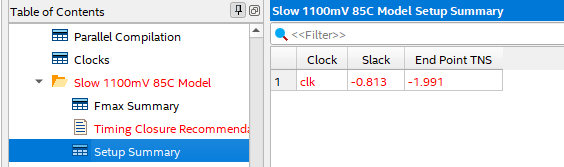 Table of Contents
Parallel Compilation
Clocks
Slow 1100mV 85C Model
Fmax Summary
Timing Closure Recommenda
Setup Summary
Slow 1100mV 85C Model Setup Summary
<<Filter>>
Clock Slack End Point TNS
1 clk -0.813 -1.991